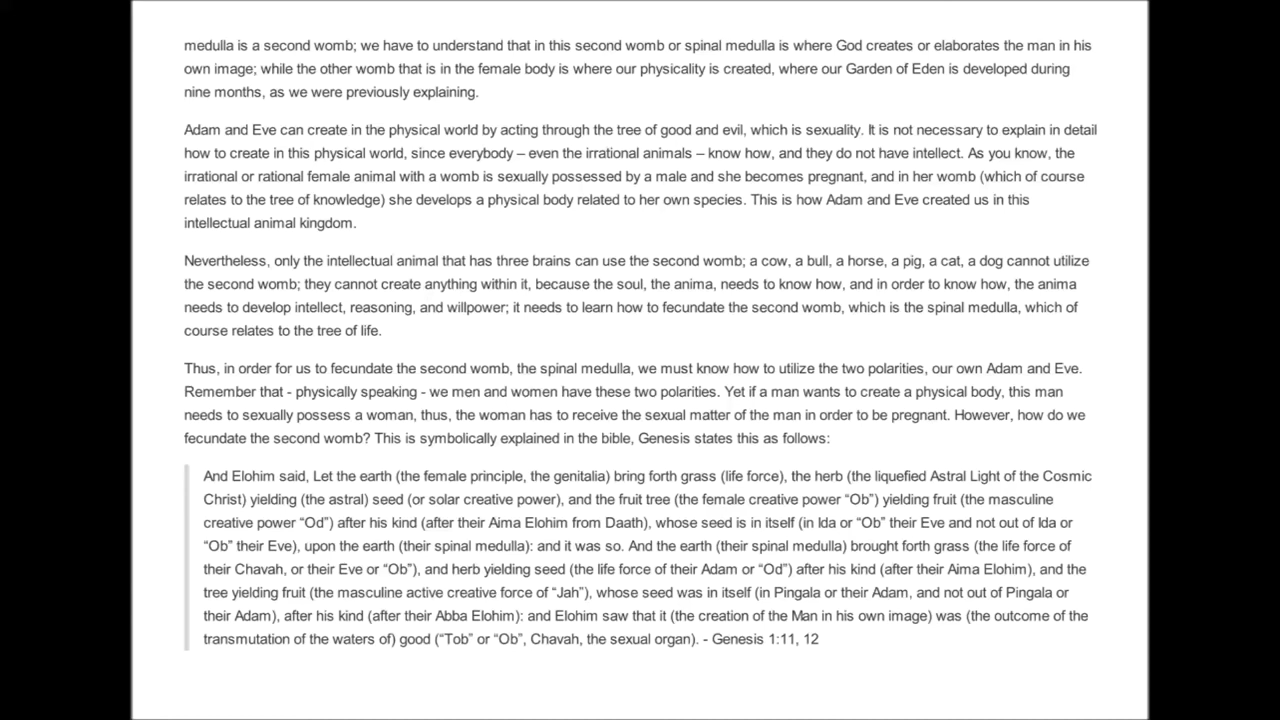 medulla is a second womb; we have to understand that in this second womb or spinal medulla is where God creates or elaborates the man in his
own image; while the other womb that is in the female body is where our physicality is created, where our Garden of Eden is developed during
nine months, as we were previously explaining.
Adam and Eve can create in the physical world by acting through the tree of good and evil, which is sexuality. It is not necessary to explain in detail
how to create in this physical world, since everybody – even the irrational animals – know how, and they do not have intellect. As you know, the
irrational or rational female animal with a womb is sexually possessed by a male and she becomes pregnant, and in her womb (which of course
relates to the tree of knowledge) she develops a physical body related to her own species. This is how Adam and Eve created us in this
intellectual animal kingdom.
Nevertheless, only the intellectual animal that has three brains can use the second womb; a cow, a bull, a horse, a pig, a cat, a dog cannot utilize
the second womb; they cannot create anything within it, because the soul, the anima, needs to know how, and in order to know how, the anima
needs to develop intellect, reasoning, and willpower; it needs to learn how to fecundate the second womb, which is the spinal medulla, which of
course relates to the tree of life.
Thus, in order for us to fecundate the second womb, the spinal medulla, we must know how to utilize the two polarities, our own Adam and Eve.
Remember that - physically speaking - we men and women have these two polarities. Yet if a man wants to create a physical body, this man
needs to sexually possess a woman, thus, the woman has to receive the sexual matter of the man in order to be pregnant. However, how do we
fecundate the second womb? This is symbolically explained in the bible, Genesis states this as follows:
And Elohim said, Let the earth (the female principle, the genitalia) bring forth grass (life force), the herb (the liquefied Astral Light of the Cosmic
Christ) yielding (the astral) seed (or solar creative power), and the fruit tree (the female creative power “Ob”) yielding fruit (the masculine
creative power “Od”) after his kind (after their Aima Elohim from Daath), whose seed is in itself (in Ida or “Ob” their Eve and not out of Ida or
“Ob” their Eve), upon the earth (their spinal medulla): and it was so. And the earth (their spinal medulla) brought forth grass (the life force of
their Chavah, or their Eve or “Ob”), and herb yielding seed (the life force of their Adam or “Od”) after his kind (after their Aima Elohim), and the
tree yielding fruit (the masculine active creative force of “Jah”), whose seed was in itself (in Pingala or their Adam, and not out of Pingala or
their Adam), after his kind (after their Abba Elohim): and Elohim saw that it (the creation of the Man in his own image) was (the outcome of the
transmutation of the waters of) good (“Tob” or “Ob”, Chavah, the sexual organ). - Genesis 1:11, 12